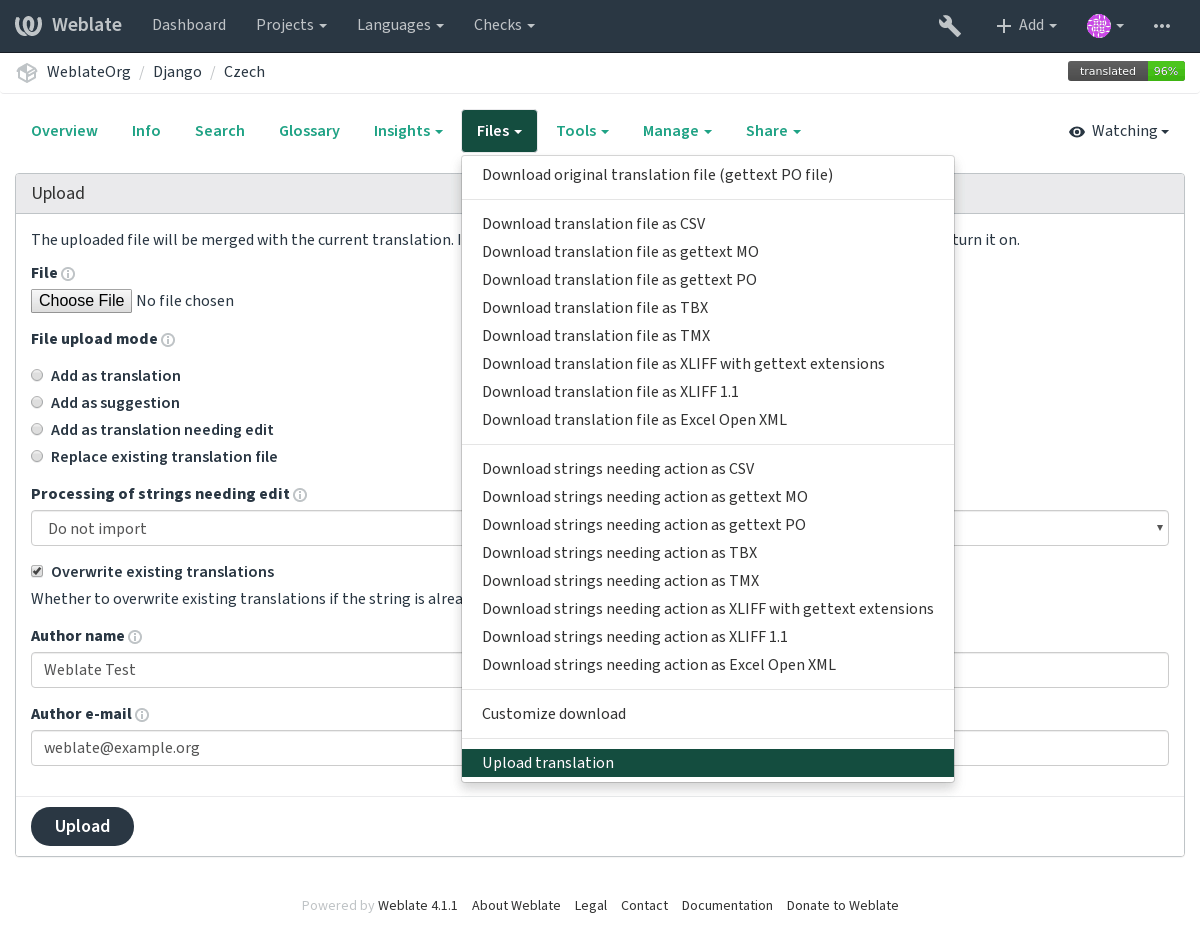 Weblate Dashboard Projects Languages Checks Add
WeblateOrg / Django / Czech translated 96%
Overview Info Search Glossary Insights Files Tools Manage Share Watching
Upload
The uploaded file will be merged with the current translation. turn it on.
File
Choose File No file chosen
File upload mode
Add as translation
Add as suggestion
Add as translation needing edit
Replace existing translation file
Processing of strings needing edit
Do not import
Overwrite existing translations
Whether to overwrite existing translations if the string is
Author name
Weblate Test
Author e-mail
weblate@example.org
Upload
Download original translation file (gettext PO file)
Download translation file as CSV
Download translation file as gettext MO
Download translation file as gettext PO
Download translation file as TBX
Download translation file as TMX
Download translation file as XLIFF with gettext extensions
Download translation file as XLIFF 1.1
Download translation file as Excel Open XML
Download strings needing action as CSV
Download strings needing action as gettext MO
Download strings needing action as gettext PO
Download strings needing action as TBX
Download strings needing action as TMX
Download strings needing action as XLIFF with gettext extensions
Download strings needing action as XLIFF 1.1
Download strings needing action as Excel Open XML
Customize download
Upload translation
Powered by Weblate 4.1.1 About Weblate Legal Contact Documentation Donate to Weblate